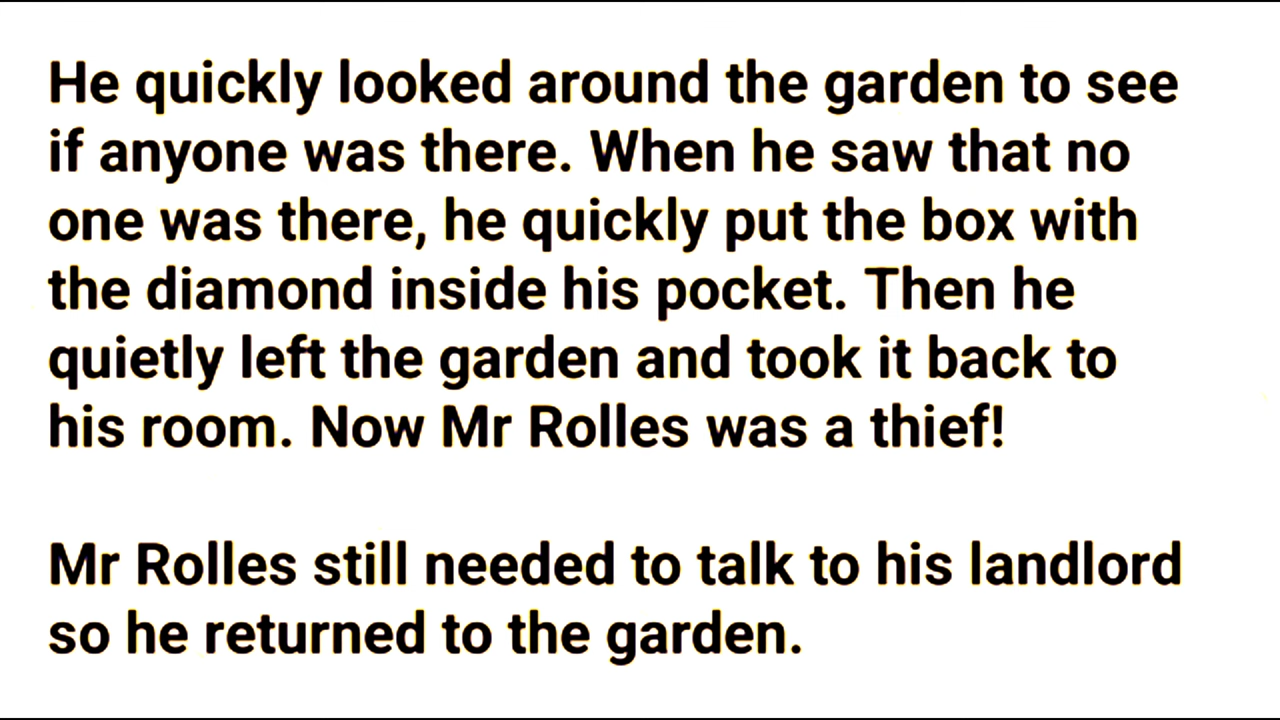 He quickly looked around the garden to see
if anyone was there. When he saw that no
one was there, he quickly put the box with
the diamond inside his pocket. Then he
quietly left the garden and took it back to
his room. Now Mr Rolles was a thief!
Mr Rolles still needed to talk to his landlord
so he returned to the garden.